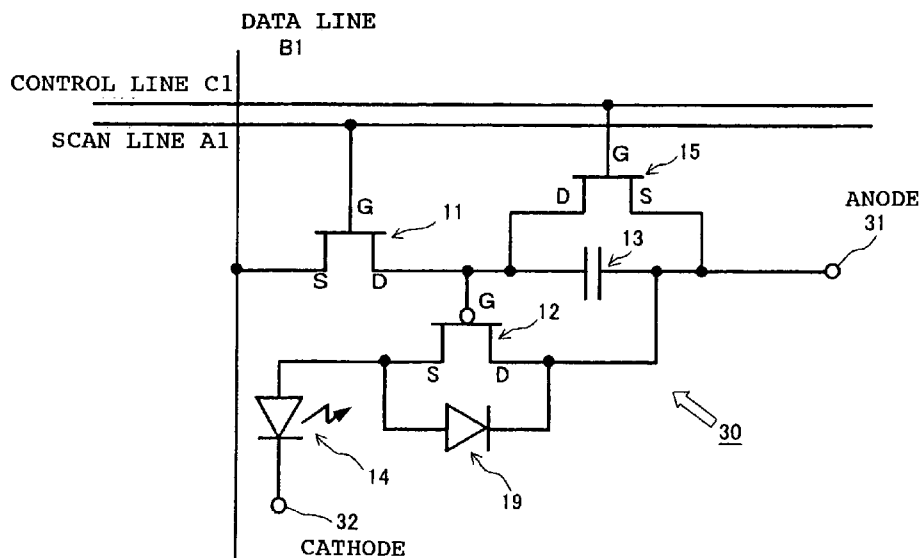 DATA LINE
B1
CONTROL LINE C1
SCAN LINE A1
G
15
D
S
ANODE
31
G
11
13
S
D
G
12
S
D
30
14
19
32
CATHODE